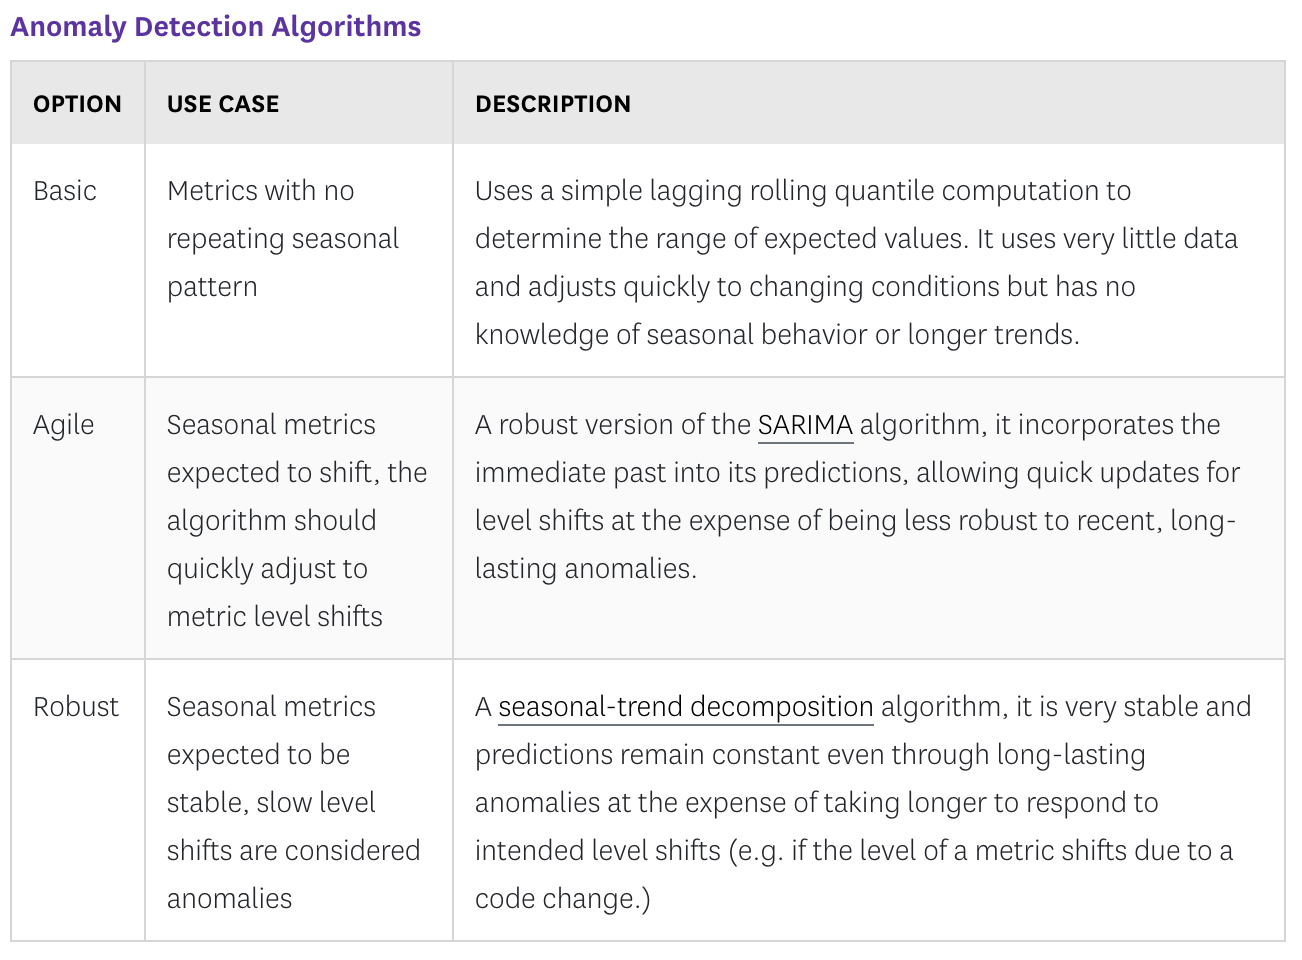 Anomaly Detection Algorithms
OPTION
USE CASE
DESCRIPTION
Basic
Metrics with no
repeating seasonal
pattern
Uses a simple lagging rolling quantile computation to
determine the range of expected values. It uses very little data
and adjusts quickly to changing conditions but has no
knowledge of seasonal behavior or longer trends.
Agile
Seasonal metrics
expected to shift, the
algorithm should
quickly adjust to
metric level shifts
A robust version of the SARIMA algorithm, it incorporates the
immediate past into its predictions, allowing quick updates for
level shifts at the expense of being less robust to recent, long-
lasting anomalies.
Robust
Seasonal metrics
expected to be
stable, slow level
shifts are considered
anomalies
A seasonal-trend decomposition algorithm, it is very stable and
predictions remain constant even through long-lasting
anomalies at the expense of taking longer to respond to
intended level shifts (e.g. if the level of a metric shifts due to a
code change.)